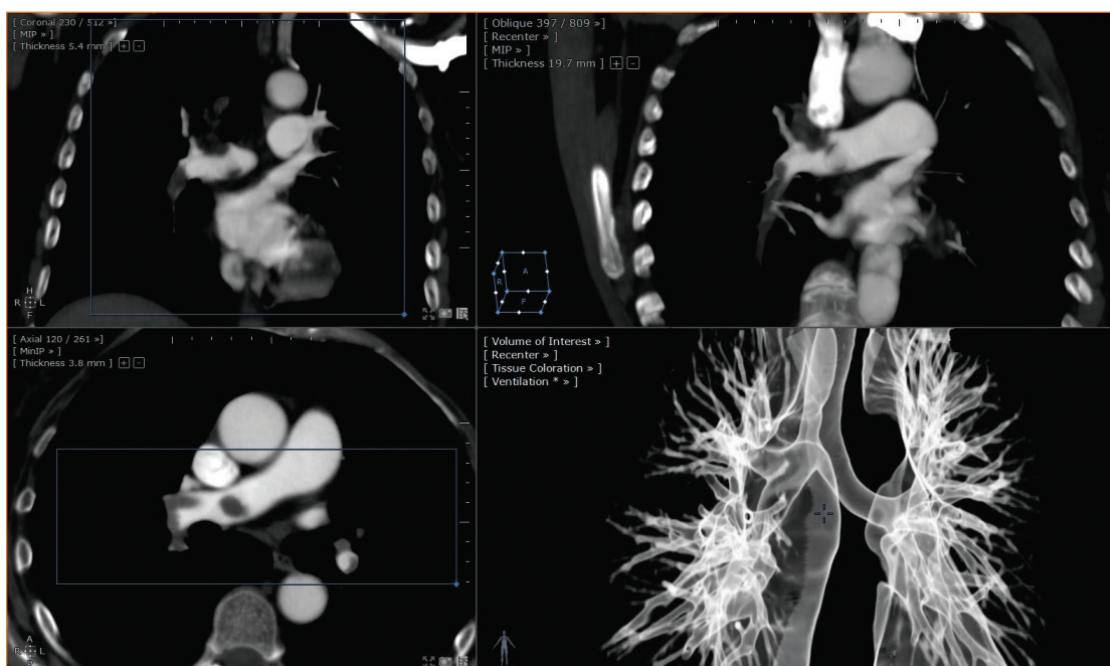 [ Coronal 230 / 512 » ]
[ MIP » ]
[ Thickness 5.4 mm ] + -
H
R L
F
[ Oblique 397 / 809 » ]
[ Recenter » ]
[ MIP » ]
[ Thickness 19.7 mm ] + -
A
R
F
[ Axial 120 / 261 » ]
[ MinIP » ]
[ Thickness 3.8 mm ] + -
A
R L
[ Volume of Interest » ]
[ Recenter » ]
[ Tissue Coloration » ]
[ Ventilation * » ]